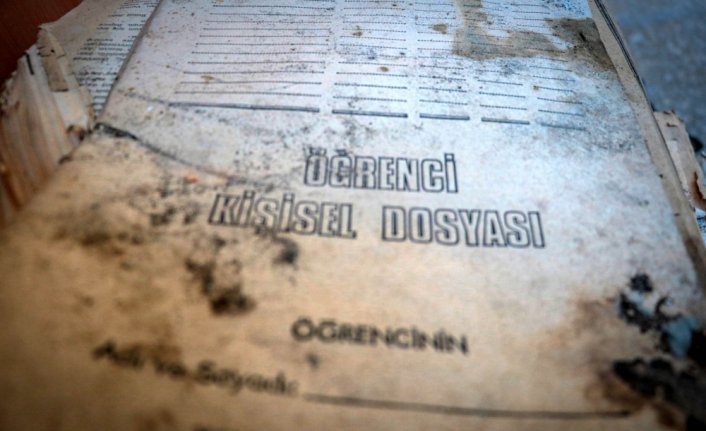 ÖĞRENCİ
KİŞİSEL DOSYASI
ÖĞRENCİNİN
Adı ve Soyadı: